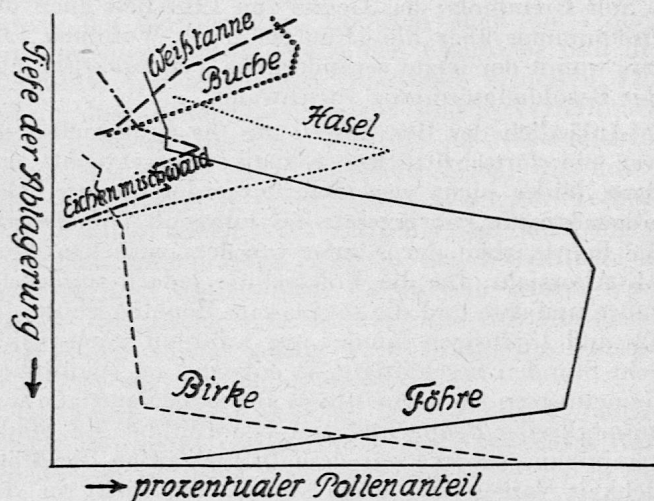 Weißtanne
Buche
Hasel
Eichenmischwald
Tiefe der Ablagerung
Birke
Föhre
prozentualer Pollenanteil